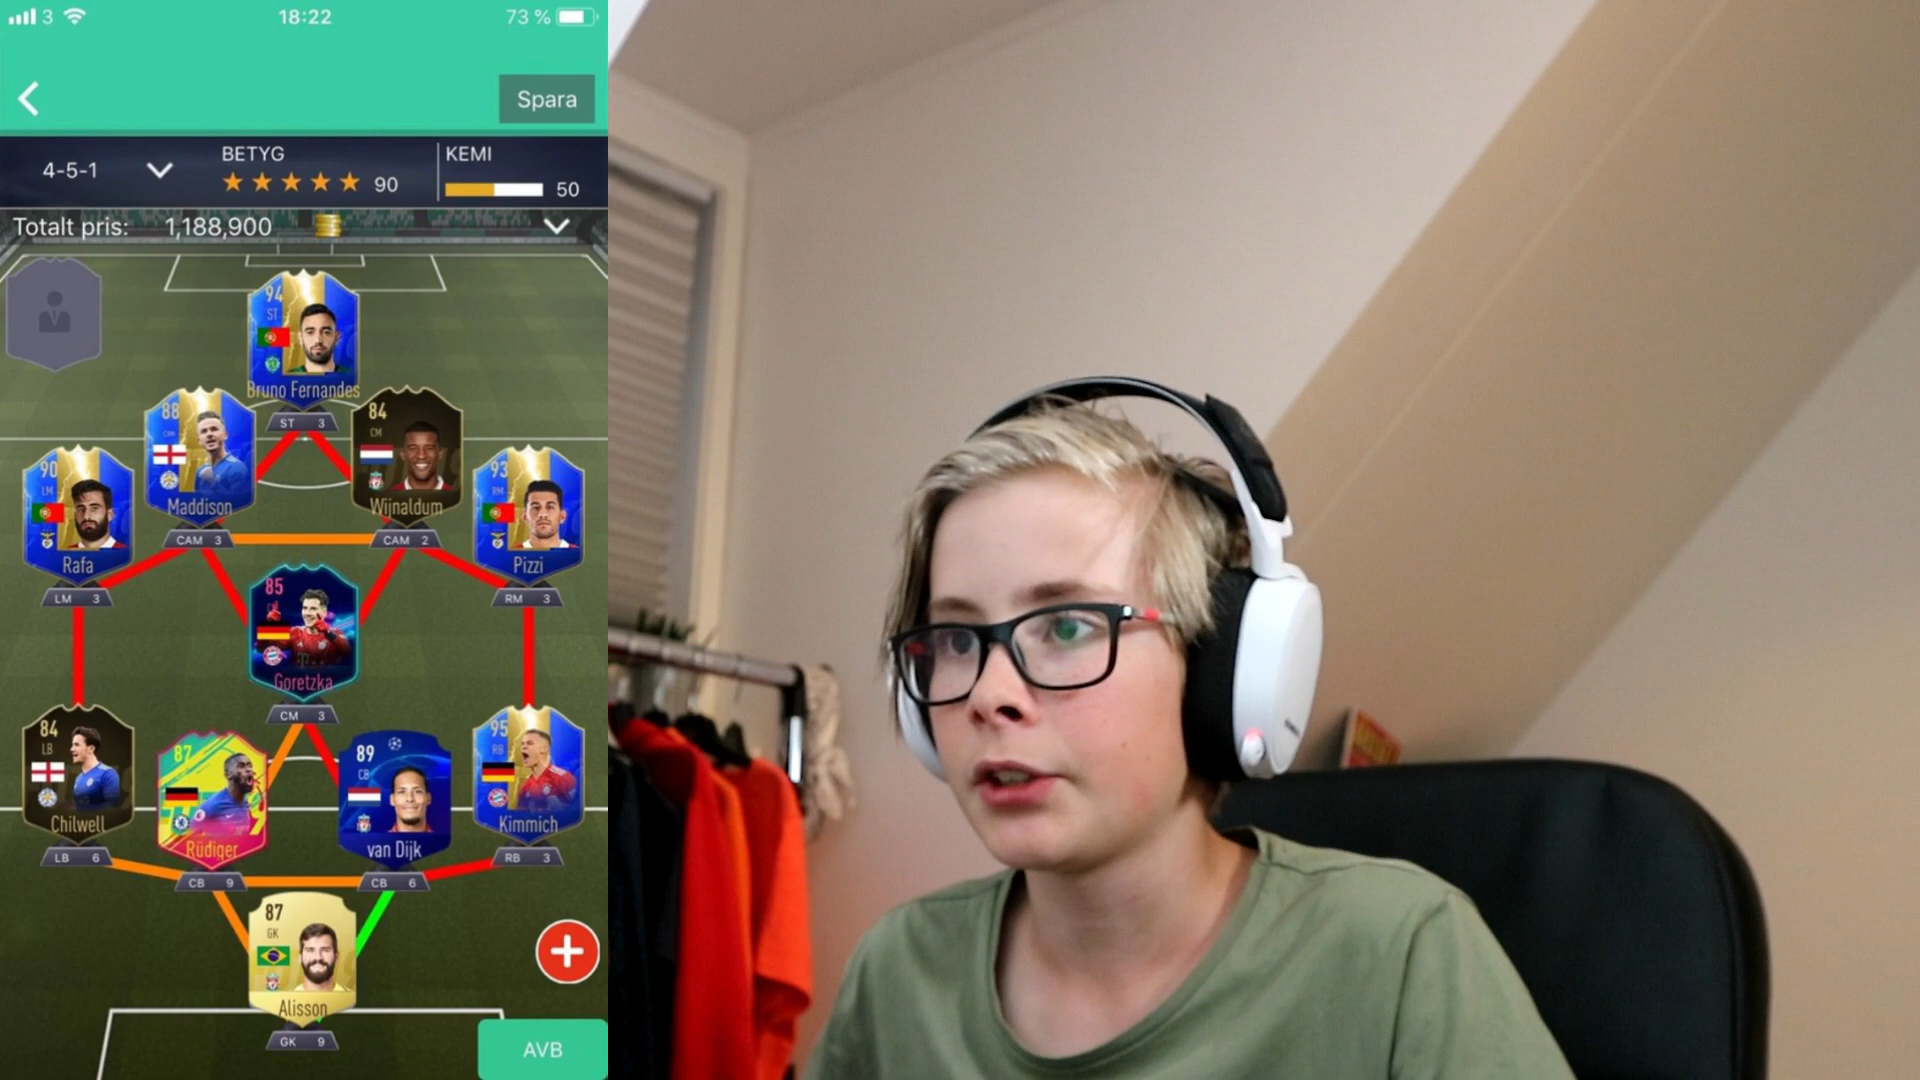 3 18:22 73 %
Spara
4-5-1 BETYG 90 KEMI 50
Totalt pris: 1,188,900
94
ST
Bruno Fernandes
ST 3
88
Maddison
CAM 3
84
CM
Wijnaldum
CAM 2
90
LM
Rafa
LM 3
93
RM
Pizzi
RM 3
85
Goretzka
CM 3
84
LB
Chilwell
LB 6
87
Rüdiger
CB 9
89
CB
van Dijk
CB 6
95
RB
Kimmich
RB 3
87
GK
Alisson
GK 9
AVB